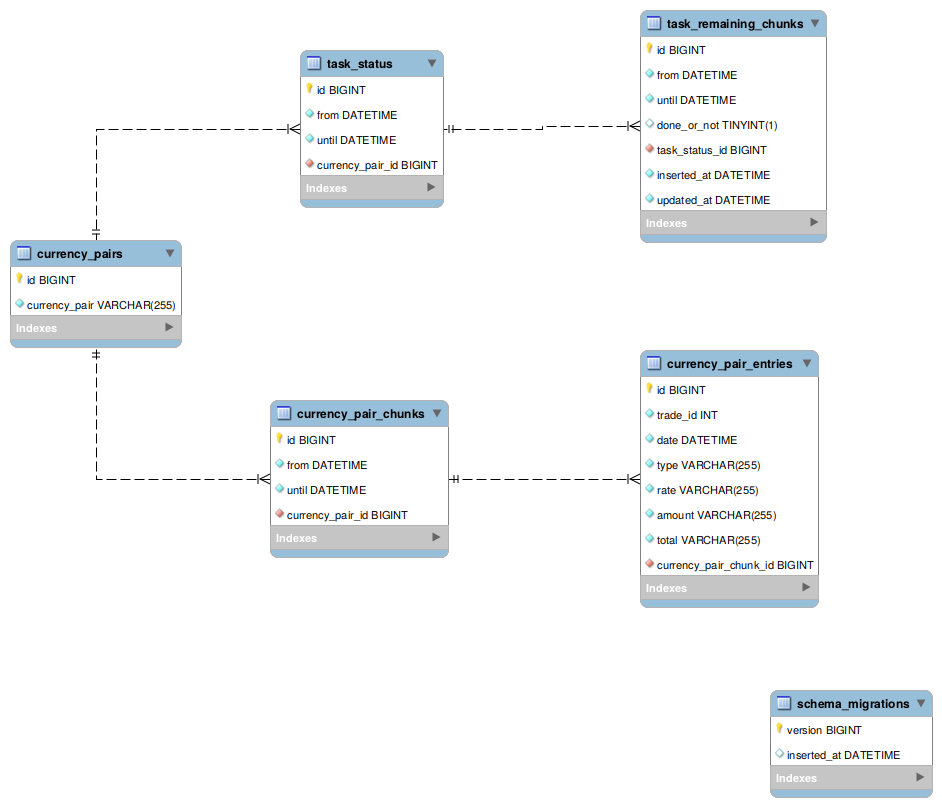 task_remaining_chunks
id BIGINT
from DATETIME
until DATETIME
done_or_not TINYINT(1)
task_status_id BIGINT
inserted_at DATETIME
updated_at DATETIME
Indexes
task_status
id BIGINT
from DATETIME
until DATETIME
currency_pair_id BIGINT
Indexes
currency_pairs
id BIGINT
currency_pair VARCHAR(255)
Indexes
currency_pair_chunks
id BIGINT
from DATETIME
until DATETIME
currency_pair_id BIGINT
Indexes
currency_pair_entries
id BIGINT
trade_id INT
date DATETIME
type VARCHAR(255)
rate VARCHAR(255)
amount VARCHAR(255)
total VARCHAR(255)
currency_pair_chunk_id BIGINT
Indexes
schema_migrations
version BIGINT
inserted_at DATETIME
Indexes